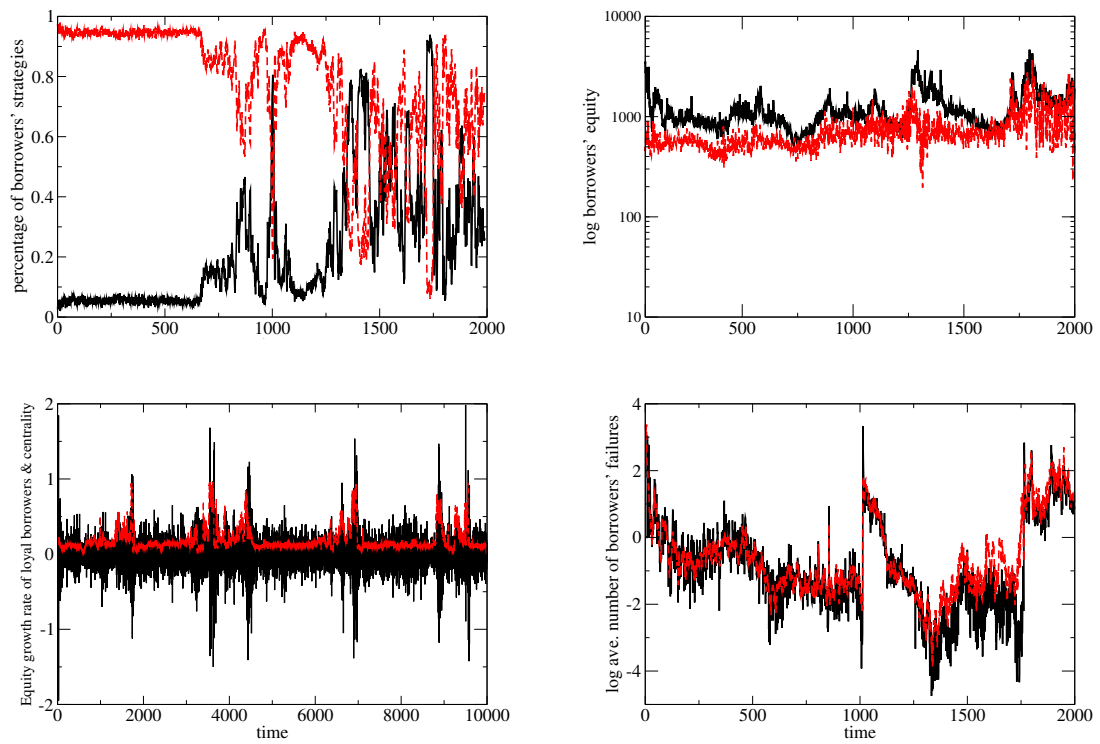 percentage of borrowers' strategies
1
0.8
0.6
0.4
0.2
0
0 500 1000 1500 2000
log borrowers' equity
10000
1000
100
10
0 500 1000 1500 2000
Equity growth rate of loyal borrowers & centrality
2
1
0
-1
-2
0 2000 4000 6000 8000 10000
time
log ave. number of borrowers' failures
4
2
0
-2
-4
0 500 1000 1500 2000
time